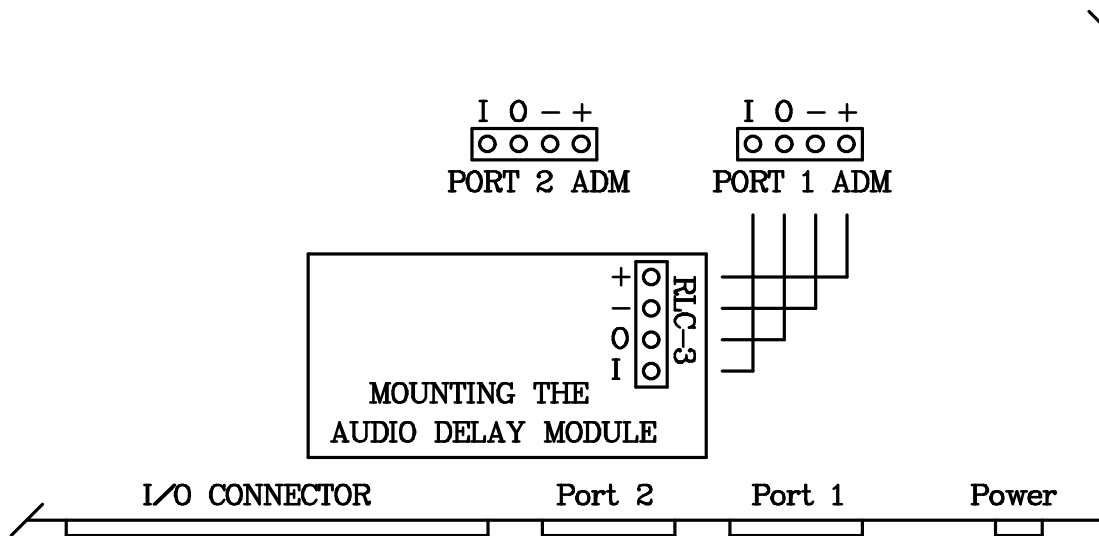 I O - +
I O - +
PORT 2 ADM
PORT 1 ADM
+
-
O
I
RLC-3
MOUNTING THE
AUDIO DELAY MODULE
I/O CONNECTOR
Port 2
Port 1
Power